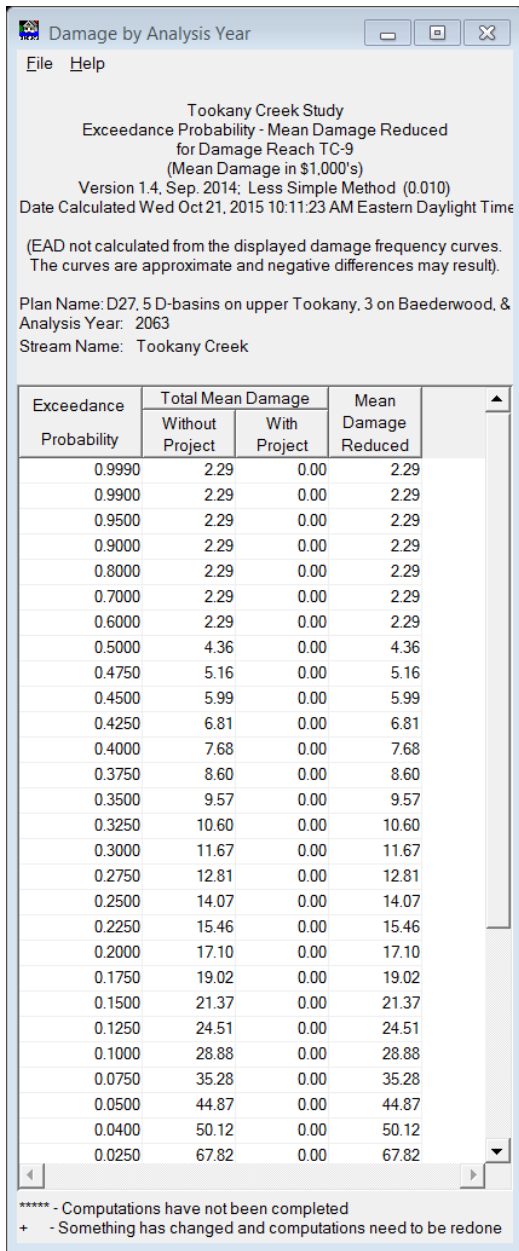 Damage by Analysis Year
File Help
Tookany Creek Study
Exceedance Probability - Mean Damage Reduced
for Damage Reach TC-9
(Mean Damage in $1,000's)
Version 1.4, Sep. 2014; Less Simple Method (0.010)
Date Calculated Wed Oct 21, 2015 10:11:23 AM Eastern Daylight Time
(EAD not calculated from the displayed damage frequency curves.
The curves are approximate and negative differences may result).
Plan Name: D27, 5 D-basins on upper Tookany, 3 on Baederwood, &
Analysis Year: 2063
Stream Name: Tookany Creek
Exceedance Probability
Total Mean Damage
Without Project
With Project
Mean Damage Reduced
0.9990 2.29 0.00 2.29
0.9900 2.29 0.00 2.29
0.9500 2.29 0.00 2.29
0.9000 2.29 0.00 2.29
0.8000 2.29 0.00 2.29
0.7000 2.29 0.00 2.29
0.6000 2.29 0.00 2.29
0.5000 4.36 0.00 4.36
0.4750 5.16 0.00 5.16
0.4500 5.99 0.00 5.99
0.4250 6.81 0.00 6.81
0.4000 7.68 0.00 7.68
0.3750 8.60 0.00 8.60
0.3500 9.57 0.00 9.57
0.3250 10.60 0.00 10.60
0.3000 11.67 0.00 11.67
0.2750 12.81 0.00 12.81
0.2500 14.07 0.00 14.07
0.2250 15.46 0.00 15.46
0.2000 17.10 0.00 17.10
0.1750 19.02 0.00 19.02
0.1500 21.37 0.00 21.37
0.1250 24.51 0.00 24.51
0.1000 28.88 0.00 28.88
0.0750 35.28 0.00 35.28
0.0500 44.87 0.00 44.87
0.0400 50.12 0.00 50.12
0.0250 67.82 0.00 67.82
***** - Computations have not been completed
+ - Something has changed and computations need to be redone